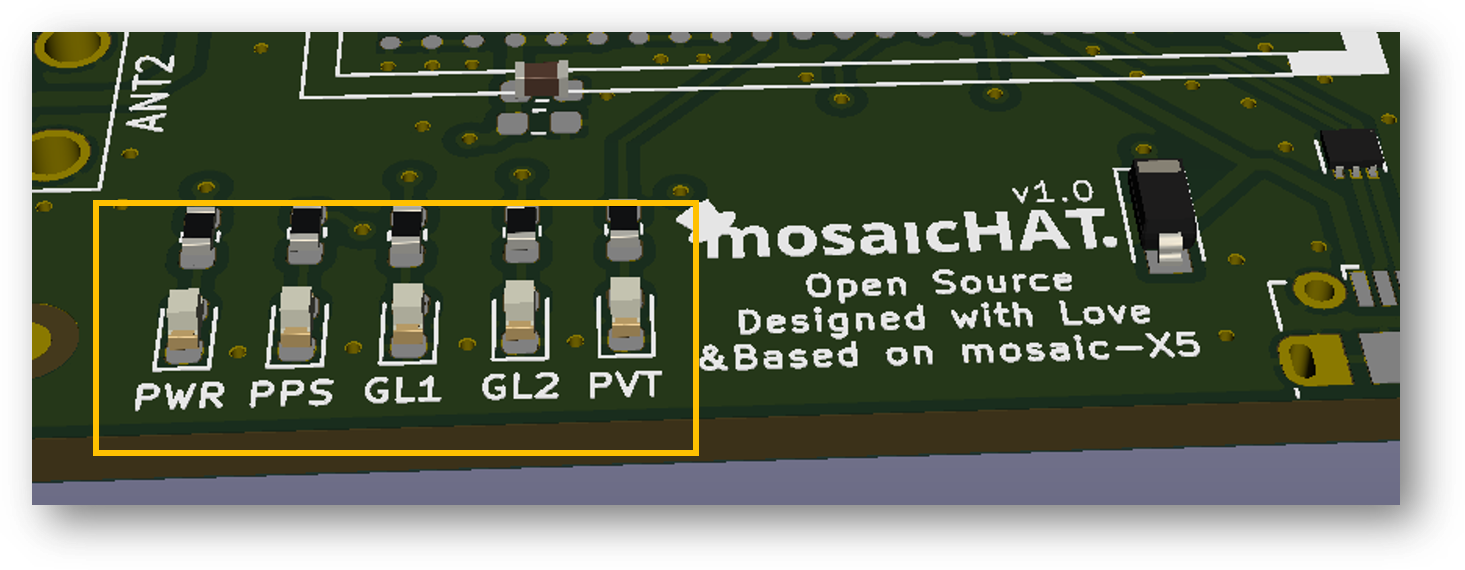 ANT2
v1.0
mosaicHAT.
Open Source
Designed with Love
&Based on mosaic-X5
PWR PPS GL1 GL2 PVT